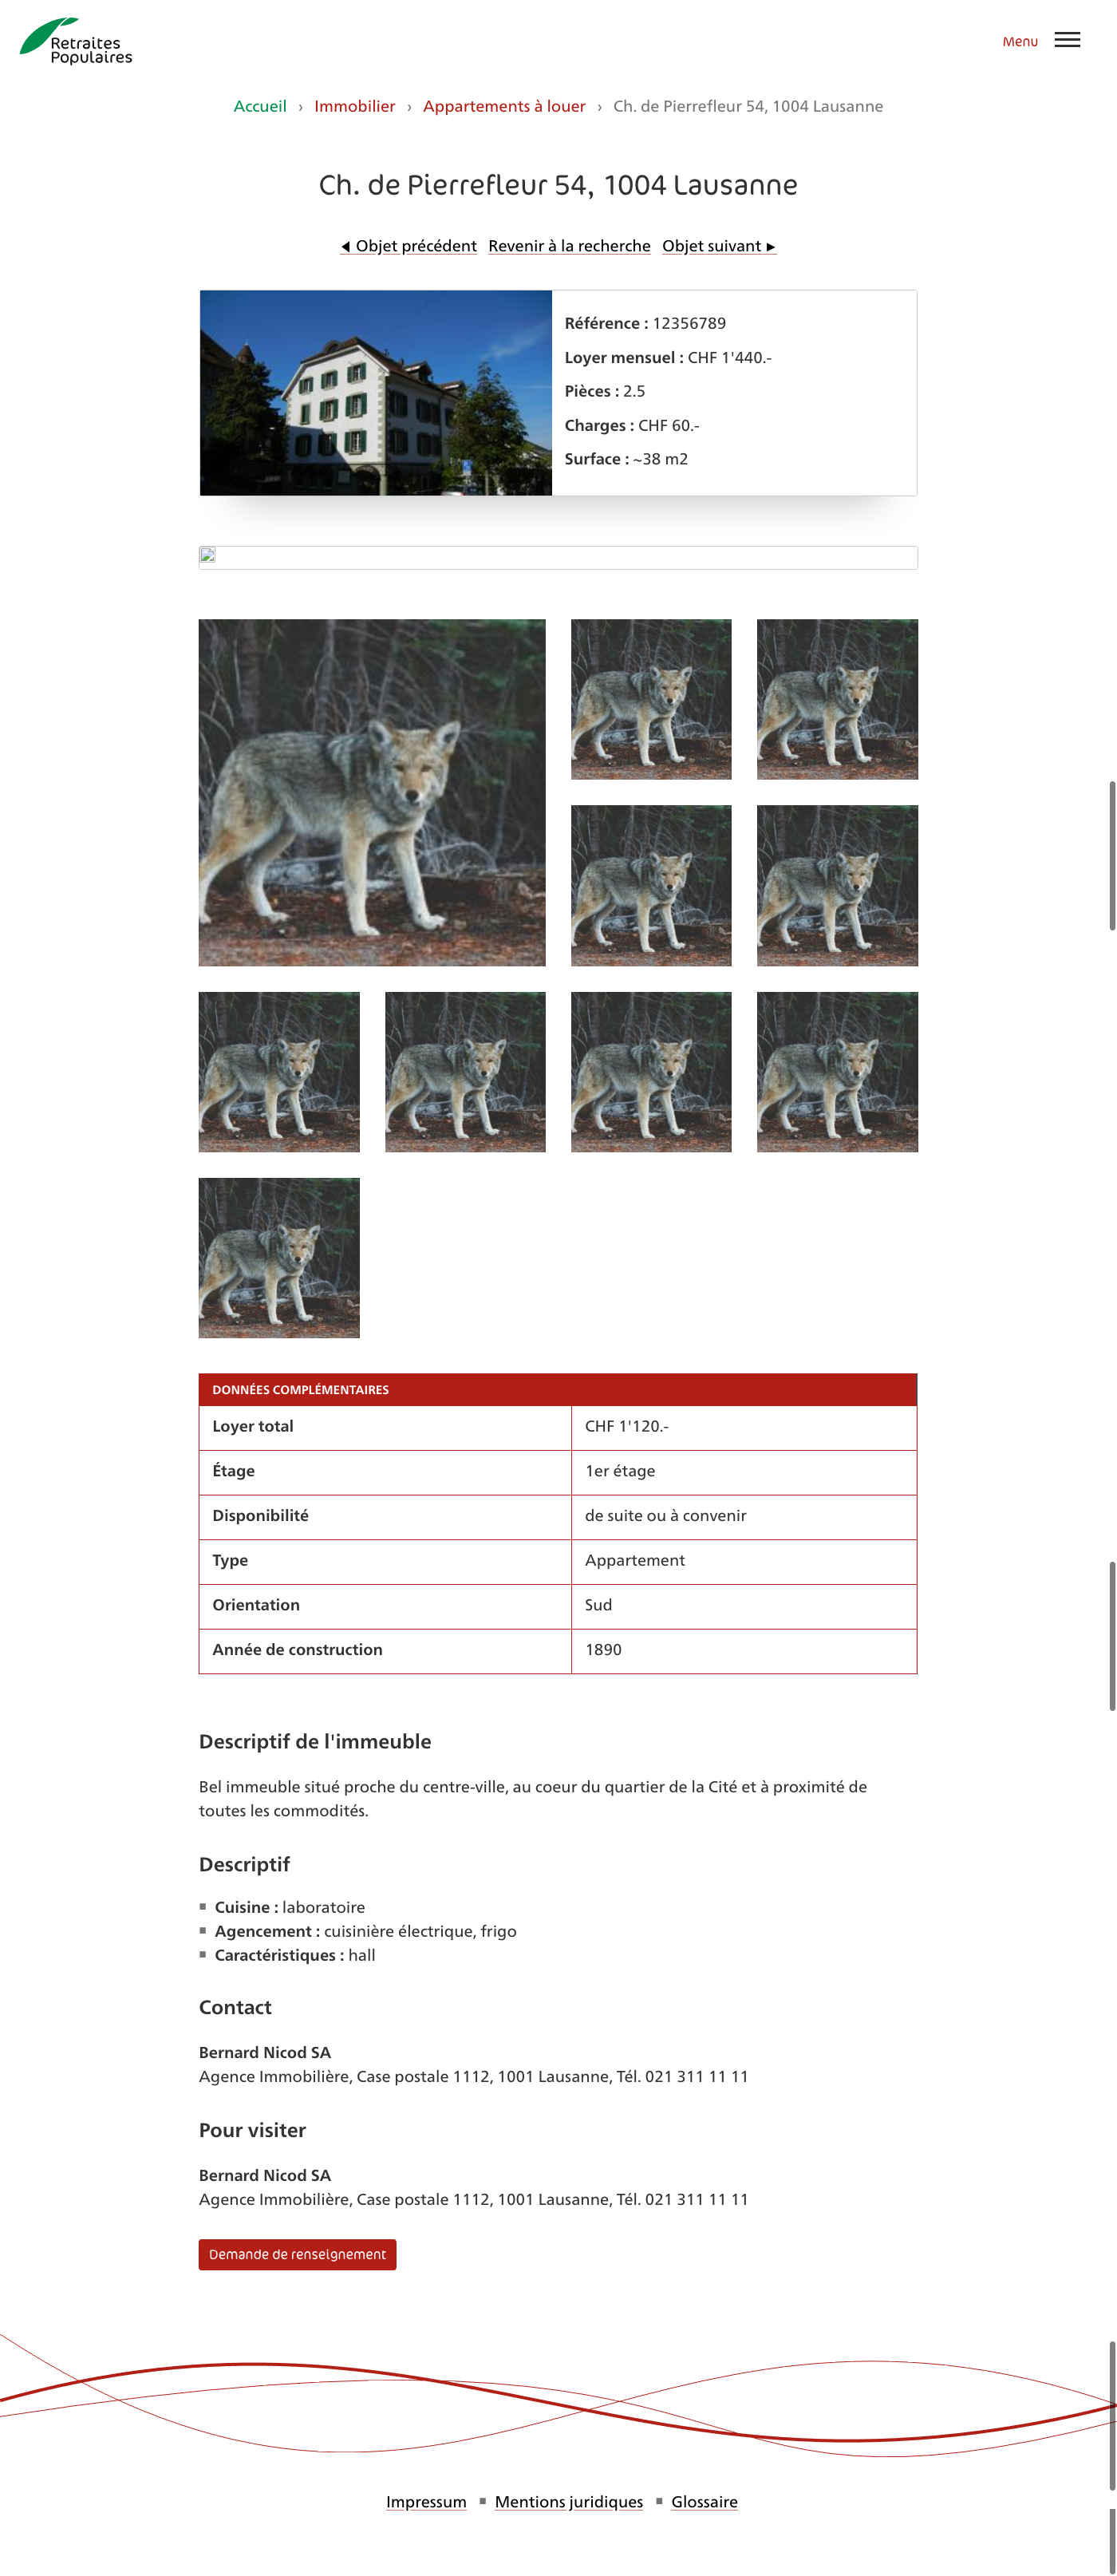 Retraites
Populaires
Menu
Accueil › Immobilier › Appartements à louer › Ch. de Pierrefleur 54, 1004 Lausanne
Ch. de Pierrefleur 54, 1004 Lausanne
◀ Objet précédent Revenir à la recherche Objet suivant ▶
Référence : 12356789
Loyer mensuel : CHF 1'440.-
Pièces : 2.5
Charges : CHF 60.-
Surface : ~38 m2
DONNÉES COMPLÉMENTAIRES
Loyer total CHF 1'120.-
Étage 1er étage
Disponibilité de suite ou à convenir
Type Appartement
Orientation Sud
Année de construction 1890
Descriptif de l'immeuble
Bel immeuble situé proche du centre-ville, au coeur du quartier de la Cité et à proximité de
toutes les commodités.
Descriptif
▪ Cuisine : laboratoire
▪ Agencement : cuisinière électrique, frigo
▪ Caractéristiques : hall
Contact
Bernard Nicod SA
Agence Immobilière, Case postale 1112, 1001 Lausanne, Tél. 021 311 11 11
Pour visiter
Bernard Nicod SA
Agence Immobilière, Case postale 1112, 1001 Lausanne, Tél. 021 311 11 11
Demande de renseignement
Impressum ▪ Mentions juridiques ▪ Glossaire